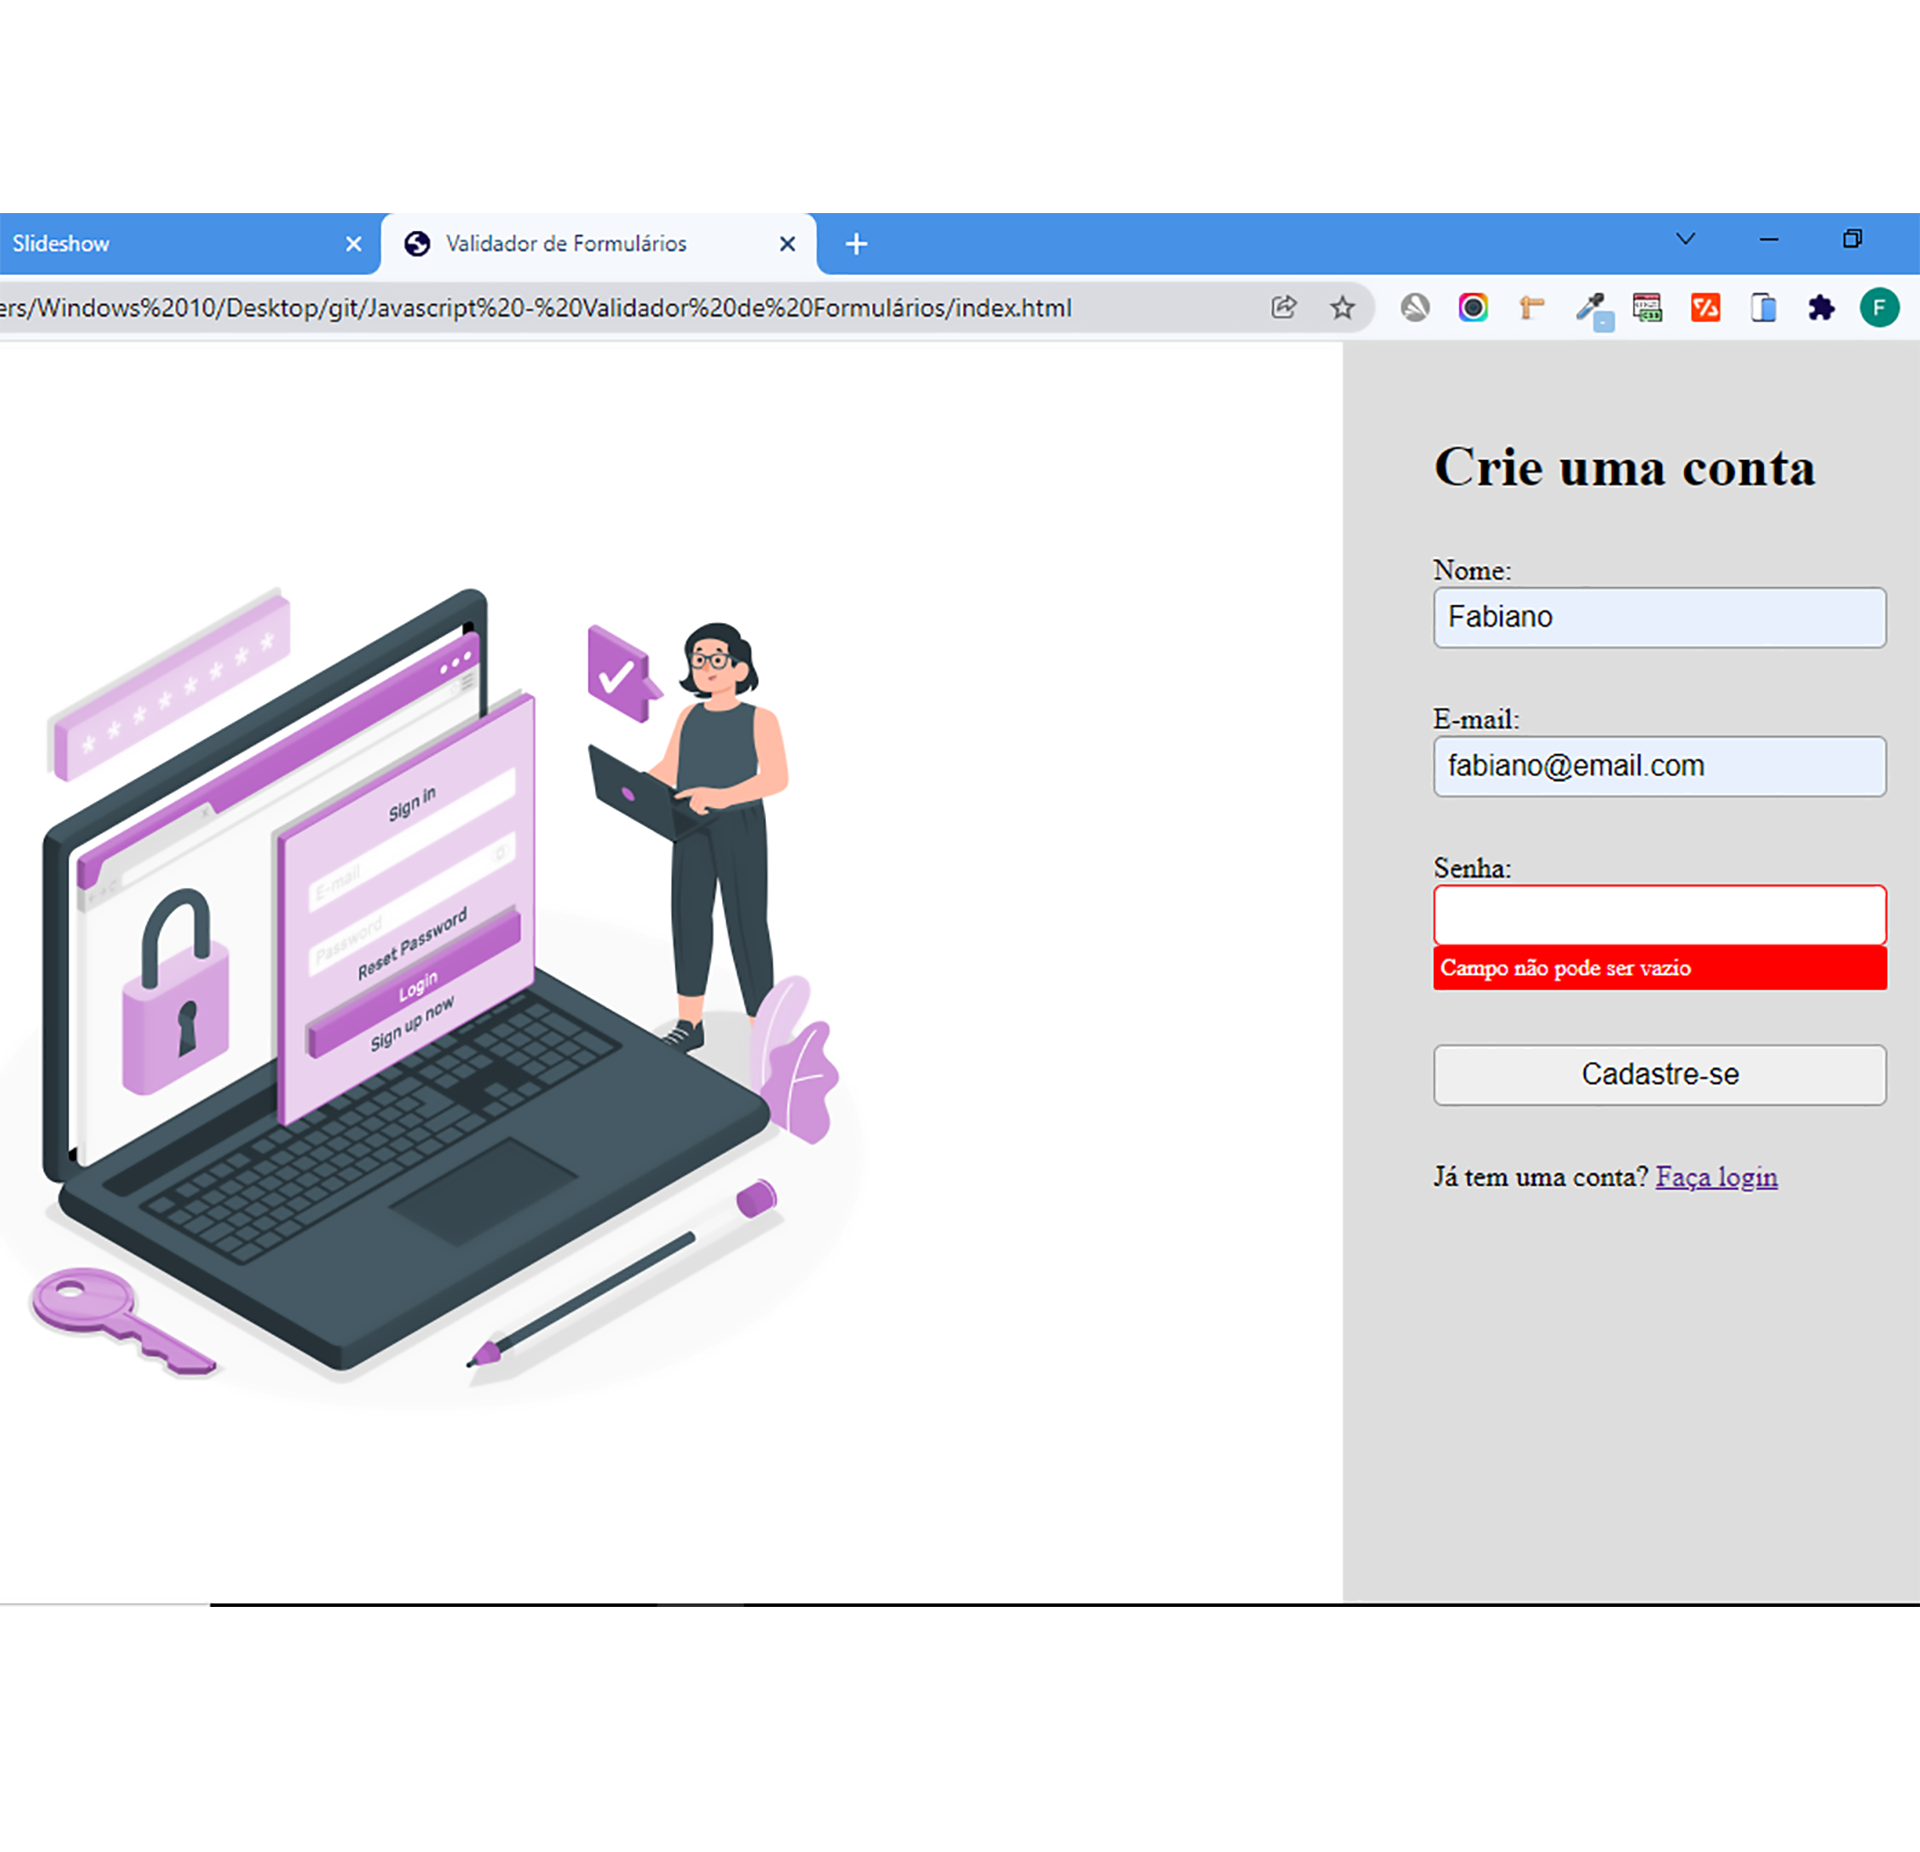 Slideshow
Validador de Formulários
ers/Windows%2010/Desktop/git/Javascript%20-%20Validador%20de%20Formulários/index.html
F
Crie uma conta
Nome:
Fabiano
E-mail:
fabiano@email.com
Senha:
Campo não pode ser vazio
Cadastre-se
Já tem uma conta? Faça login
* * * * * * * *
Sign in
E-mail
Password
Reset Password
Login
Sign up now